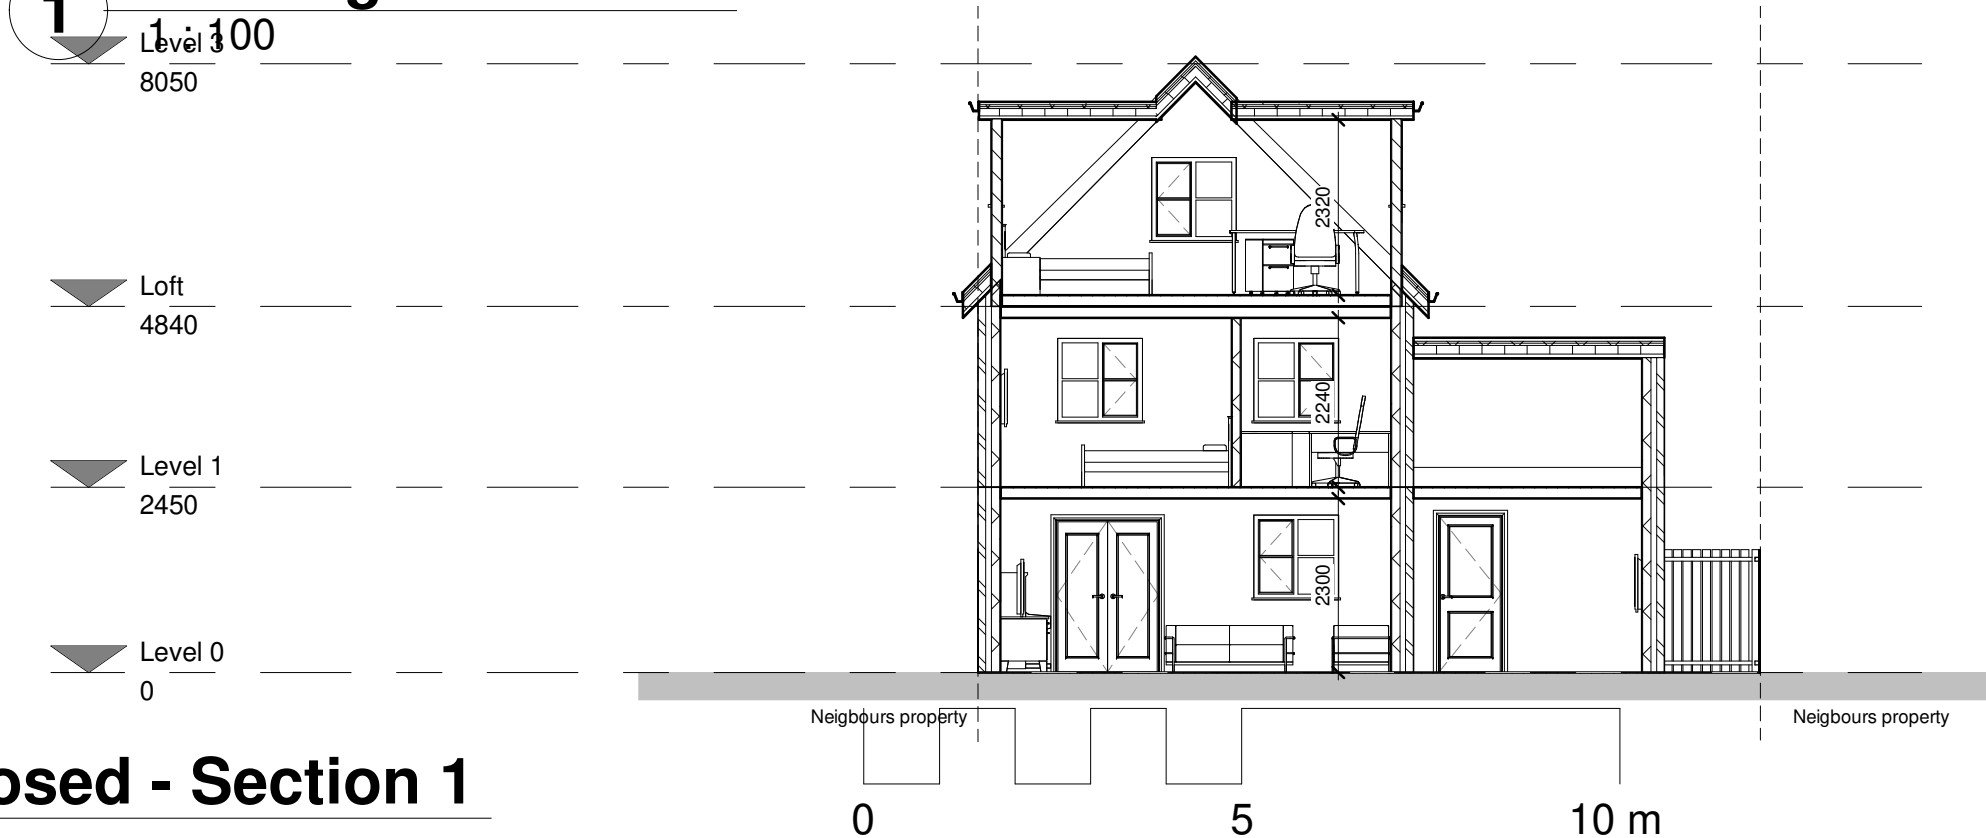 1
1 : 100
Level 3
8050
Loft
4840
Level 1
2450
Level 0
0
2320
2240
2300
Neigbours property
Neigbours property
osed - Section 1
0 5 10 m